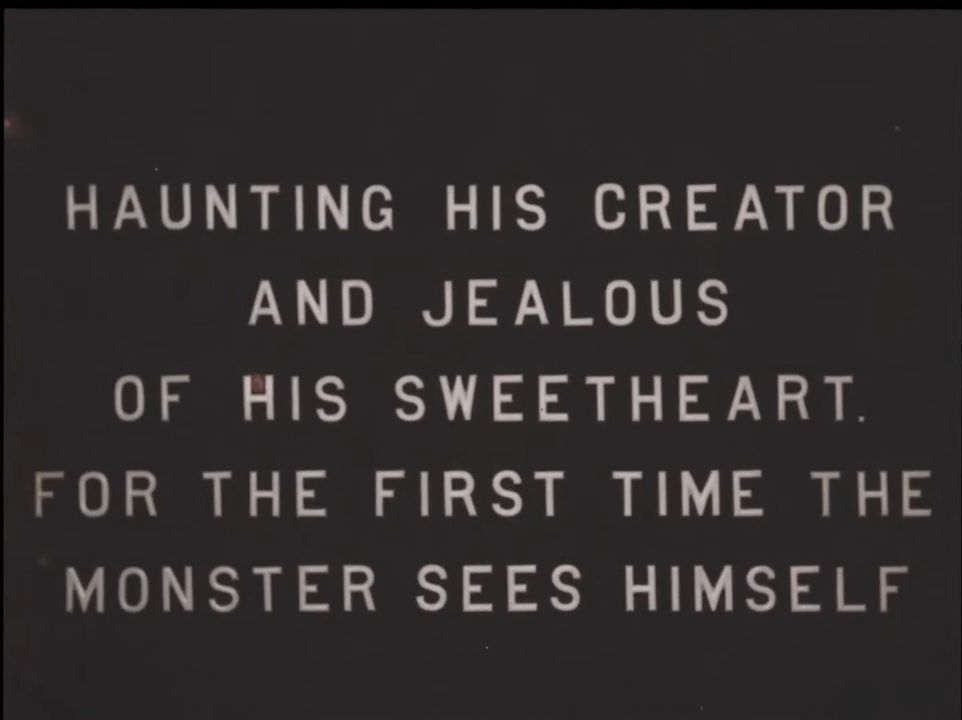 HAUNTING HIS CREATOR
AND JEALOUS
OF HIS SWEETHEART.
FOR THE FIRST TIME THE
MONSTER SEES HIMSELF